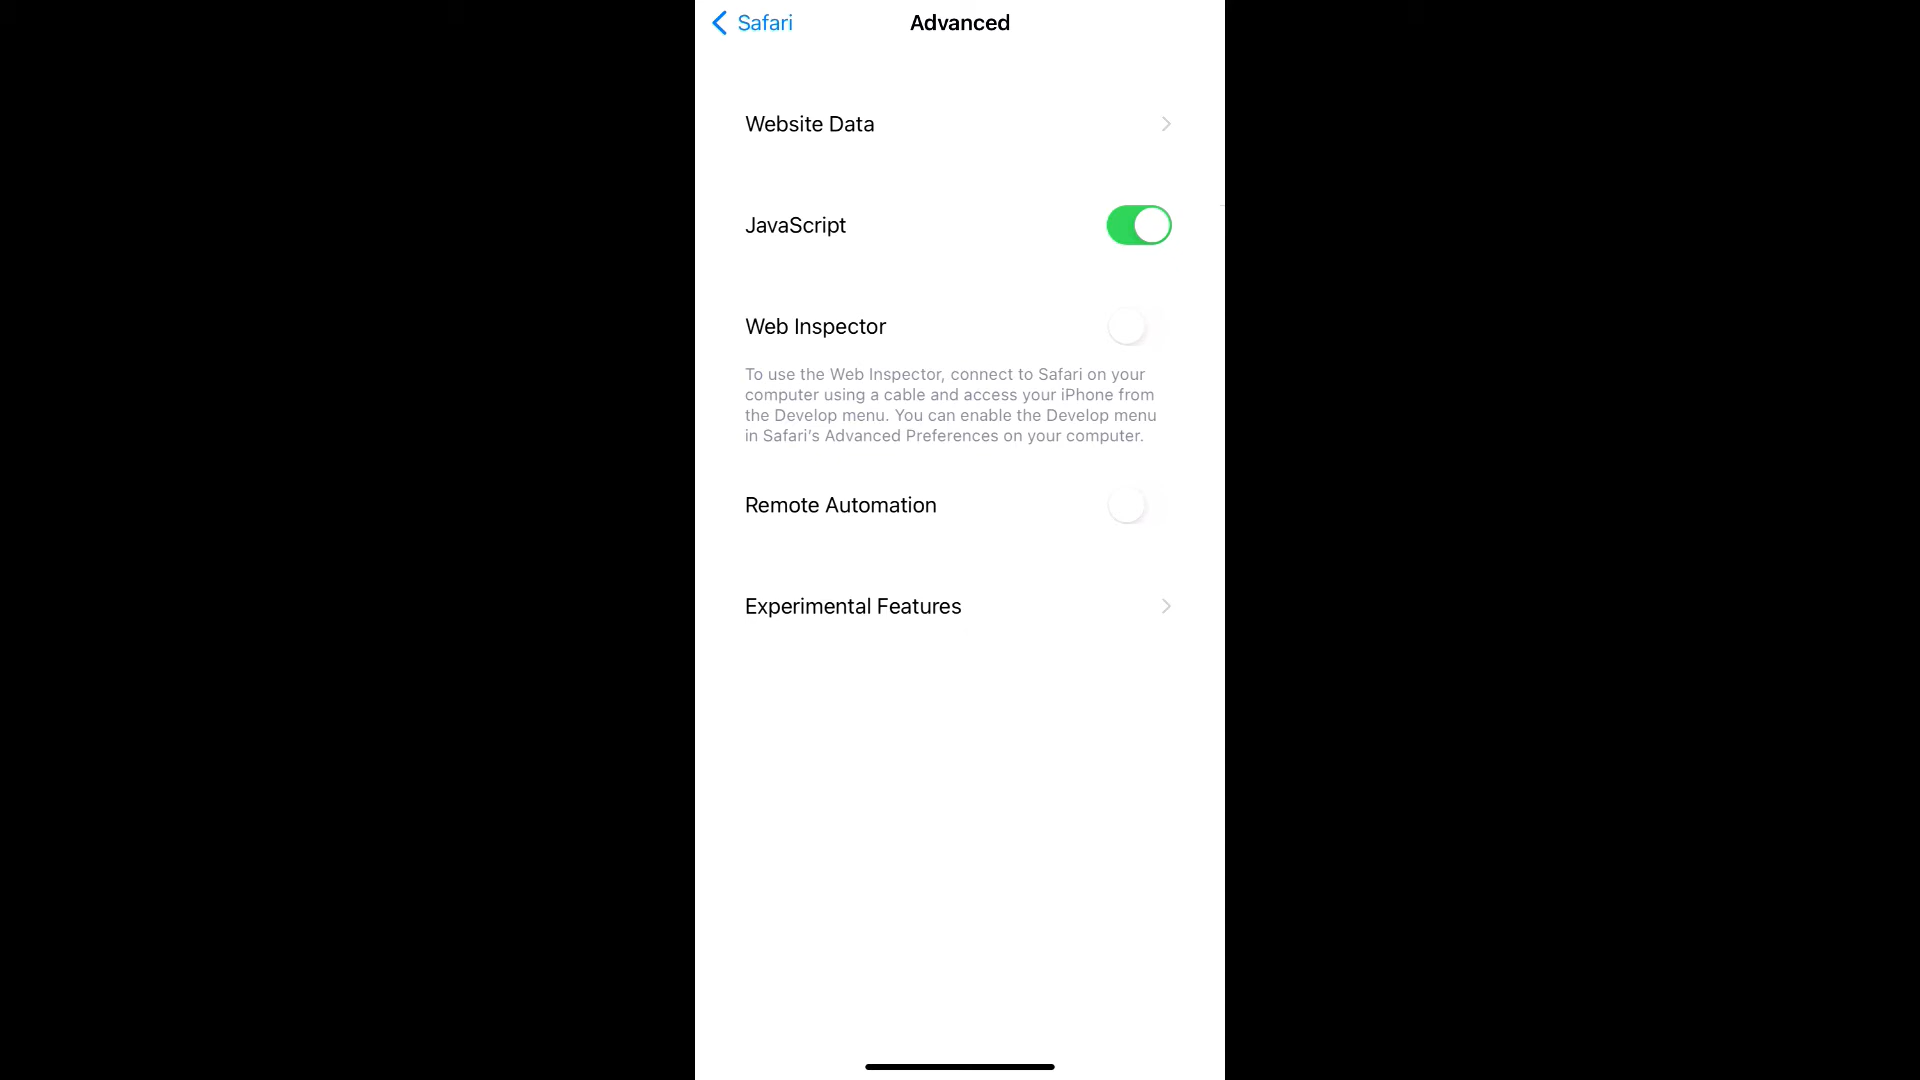 Safari
Advanced
Website Data
JavaScript
Web Inspector
To use the Web Inspector, connect to Safari on your
computer using a cable and access your iPhone from
the Develop menu. You can enable the Develop menu
in Safari's Advanced Preferences on your computer.
Remote Automation
Experimental Features